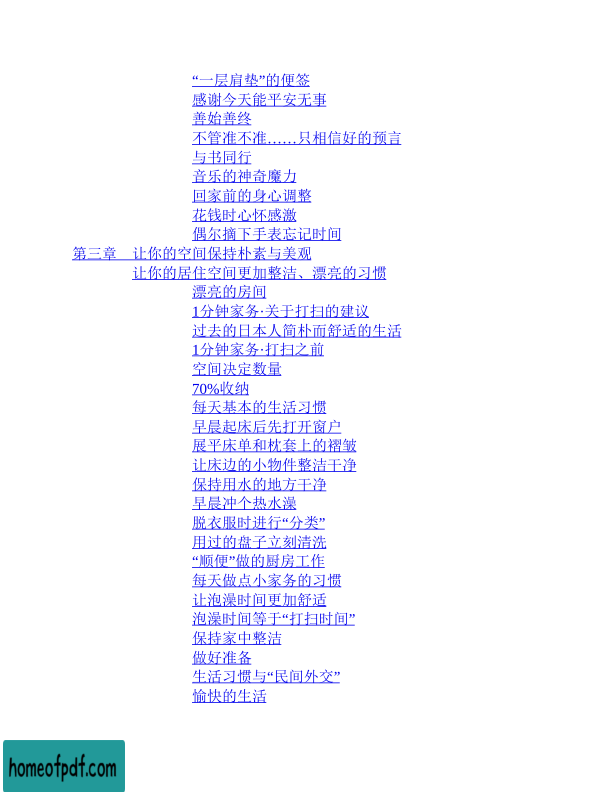 “一层肩垫”的便签
感谢今天能平安无事
善始善终
不管准不准……只相信好的预言
与书同行
音乐的神奇魔力
回家前的身心调整
花钱时心怀感激
偶尔摘下手表忘记时间
第三章　让你的空间保持朴素与美观
让你的居住空间更加整洁、漂亮的习惯
漂亮的房间
1分钟家务·关于打扫的建议
过去的日本人简朴而舒适的生活
1分钟家务·打扫之前
空间决定数量
70%收纳
每天基本的生活习惯
早晨起床后先打开窗户
展平床单和枕套上的褶皱
让床边的小物件整洁干净
保持用水的地方干净
早晨冲个热水澡
脱衣服时进行“分类”
用过的盘子立刻清洗
“顺便”做的厨房工作
每天做点小家务的习惯
让泡澡时间更加舒适
泡澡时间等于“打扫时间”
保持家中整洁
做好准备
生活习惯与“民间外交”
愉快的生活
homeofpdf.com